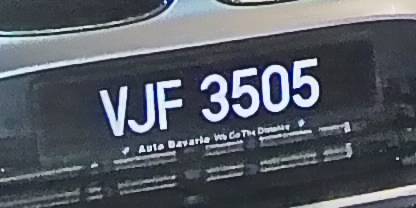 VJF 3505
Auto Bavaria We Go The Distance